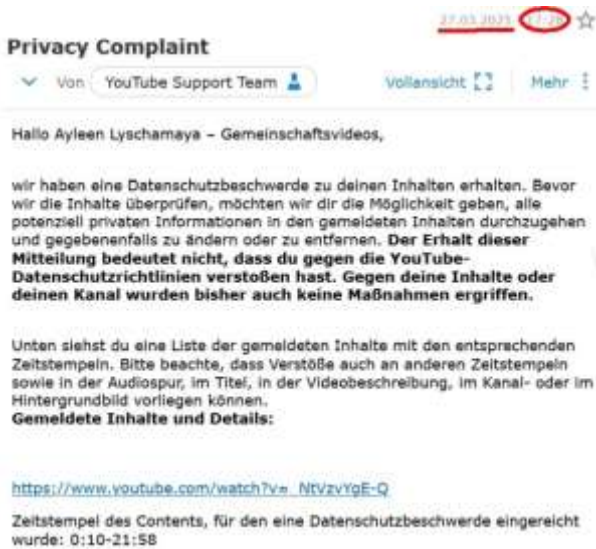 27.03.2025 17:28
Privacy Complaint
Von YouTube Support Team Vollansicht Mehr
Hallo Ayleen Lyschamaya – Gemeinschaftsvideos,
wir haben eine Datenschutzbeschwerde zu deinen Inhalten erhalten. Bevor
wir die Inhalte überprüfen, möchten wir dir die Möglichkeit geben, alle
potenziell privaten Informationen in den gemeldeten Inhalten durchzugehen
und gegebenenfalls zu ändern oder zu entfernen. Der Erhalt dieser
Mitteilung bedeutet nicht, dass du gegen die YouTube-
Datenschutzrichtlinien verstoßen hast. Gegen deine Inhalte oder
deinen Kanal wurden bisher auch keine Maßnahmen ergriffen.
Unten siehst du eine Liste der gemeldeten Inhalte mit den entsprechenden
Zeitstempeln. Bitte beachte, dass Verstöße auch an anderen Zeitstempeln
sowie in der Audiospur, im Titel, in der Videobeschreibung, im Kanal- oder im
Hintergrundbild vorliegen können.
Gemeldete Inhalte und Details:
https://www.youtube.com/watch?v=_NtVzvYgE-Q
Zeitstempel des Contents, für den eine Datenschutzbeschwerde eingereicht
wurde: 0:10-21:58